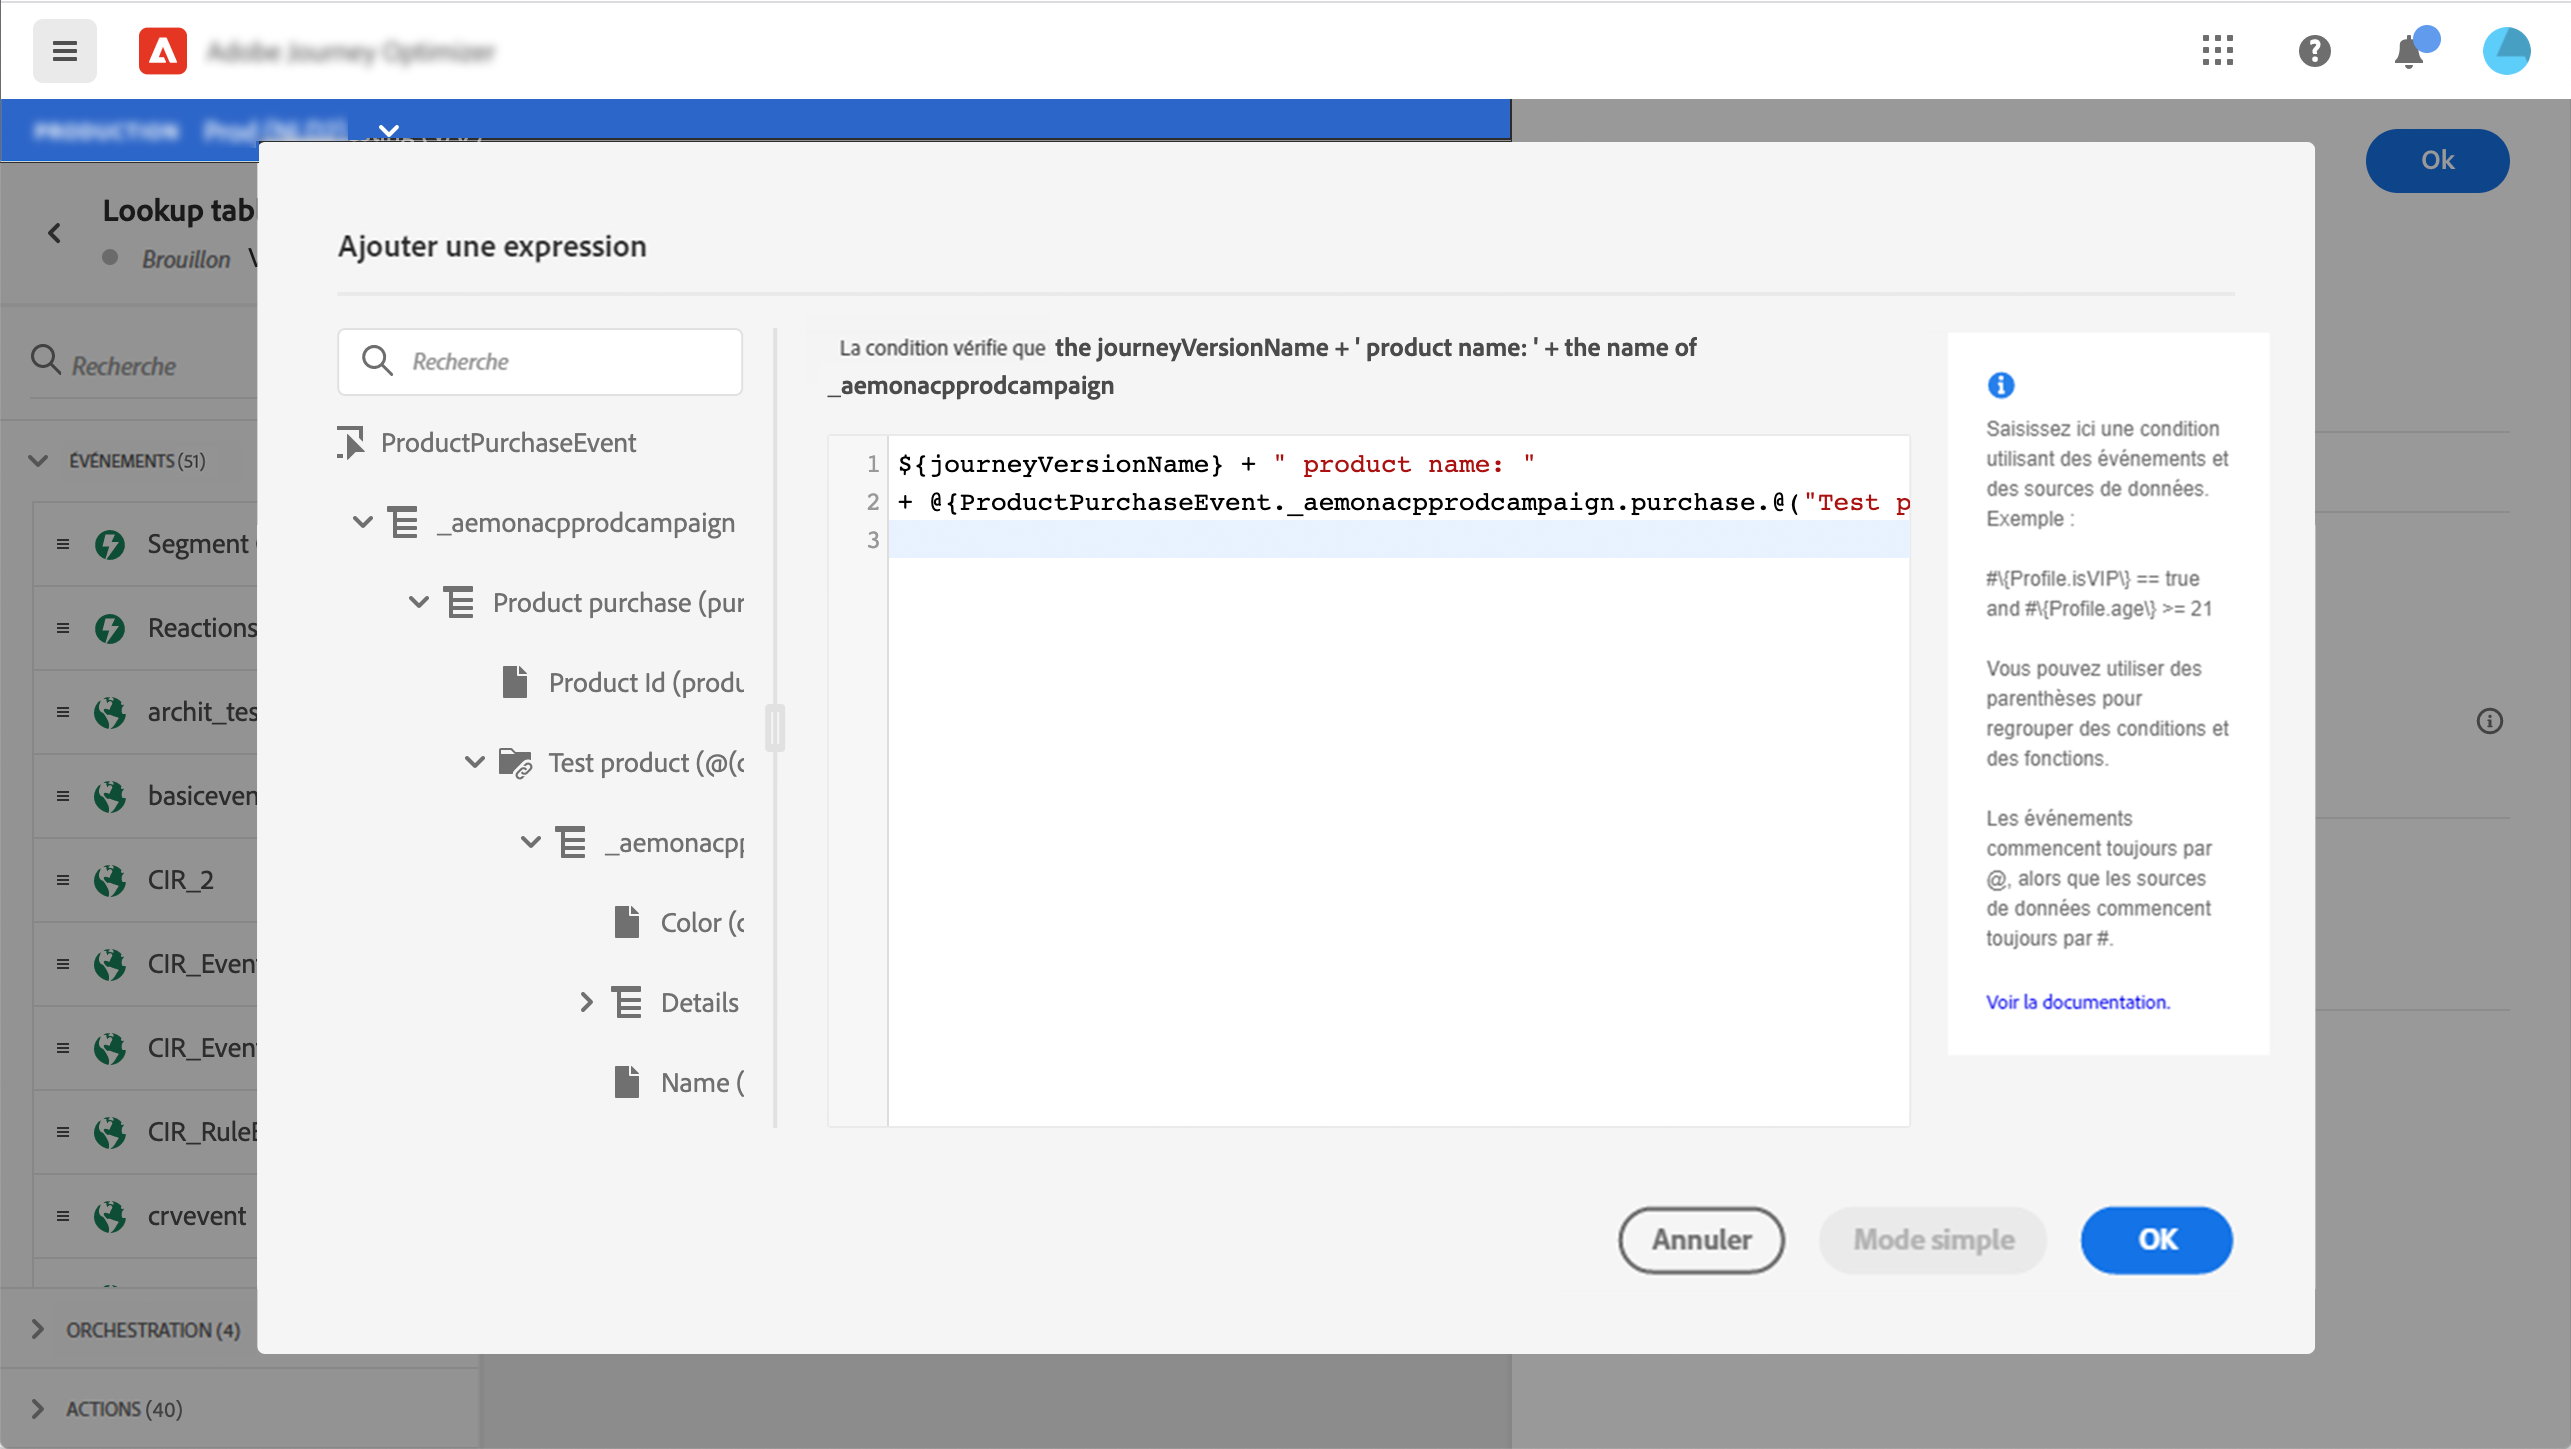 Adobe Journey Optimizer
PRODUCTION
Ok
Lookup tab
Brouillon
Recherche
ÉVÉNEMENTS (51)
Segment
Reactions
archit_tes
basiceven
CIR_2
CIR_Even
CIR_Even
CIR_RuleE
crvevent
ORCHESTRATION (4)
ACTIONS (40)
Ajouter une expression
Recherche
ProductPurchaseEvent
_aemonacpprodcampaign
Product purchase (pur
Product Id (produ
Test product (@(c
_aemonacpp
Color (c
Details
Name (
La condition vérifie que the journeyVersionName + ' product name: ' + the name of
_aemonacpprodcampaign
1 ${journeyVersionName} + " product name: "
2 + @{ProductPurchaseEvent._aemonacpprodcampaign.purchase.@("Test p
3
Saisissez ici une condition
utilisant des événements et
des sources de données.
Exemple :
#\{Profile.isVIP\} == true
and #\{Profile.age\} >= 21
Vous pouvez utiliser des
parenthèses pour
regrouper des conditions et
des fonctions.
Les événements
commencent toujours par
@, alors que les sources
de données commencent
toujours par #.
Voir la documentation.
Annuler
Mode simple
OK